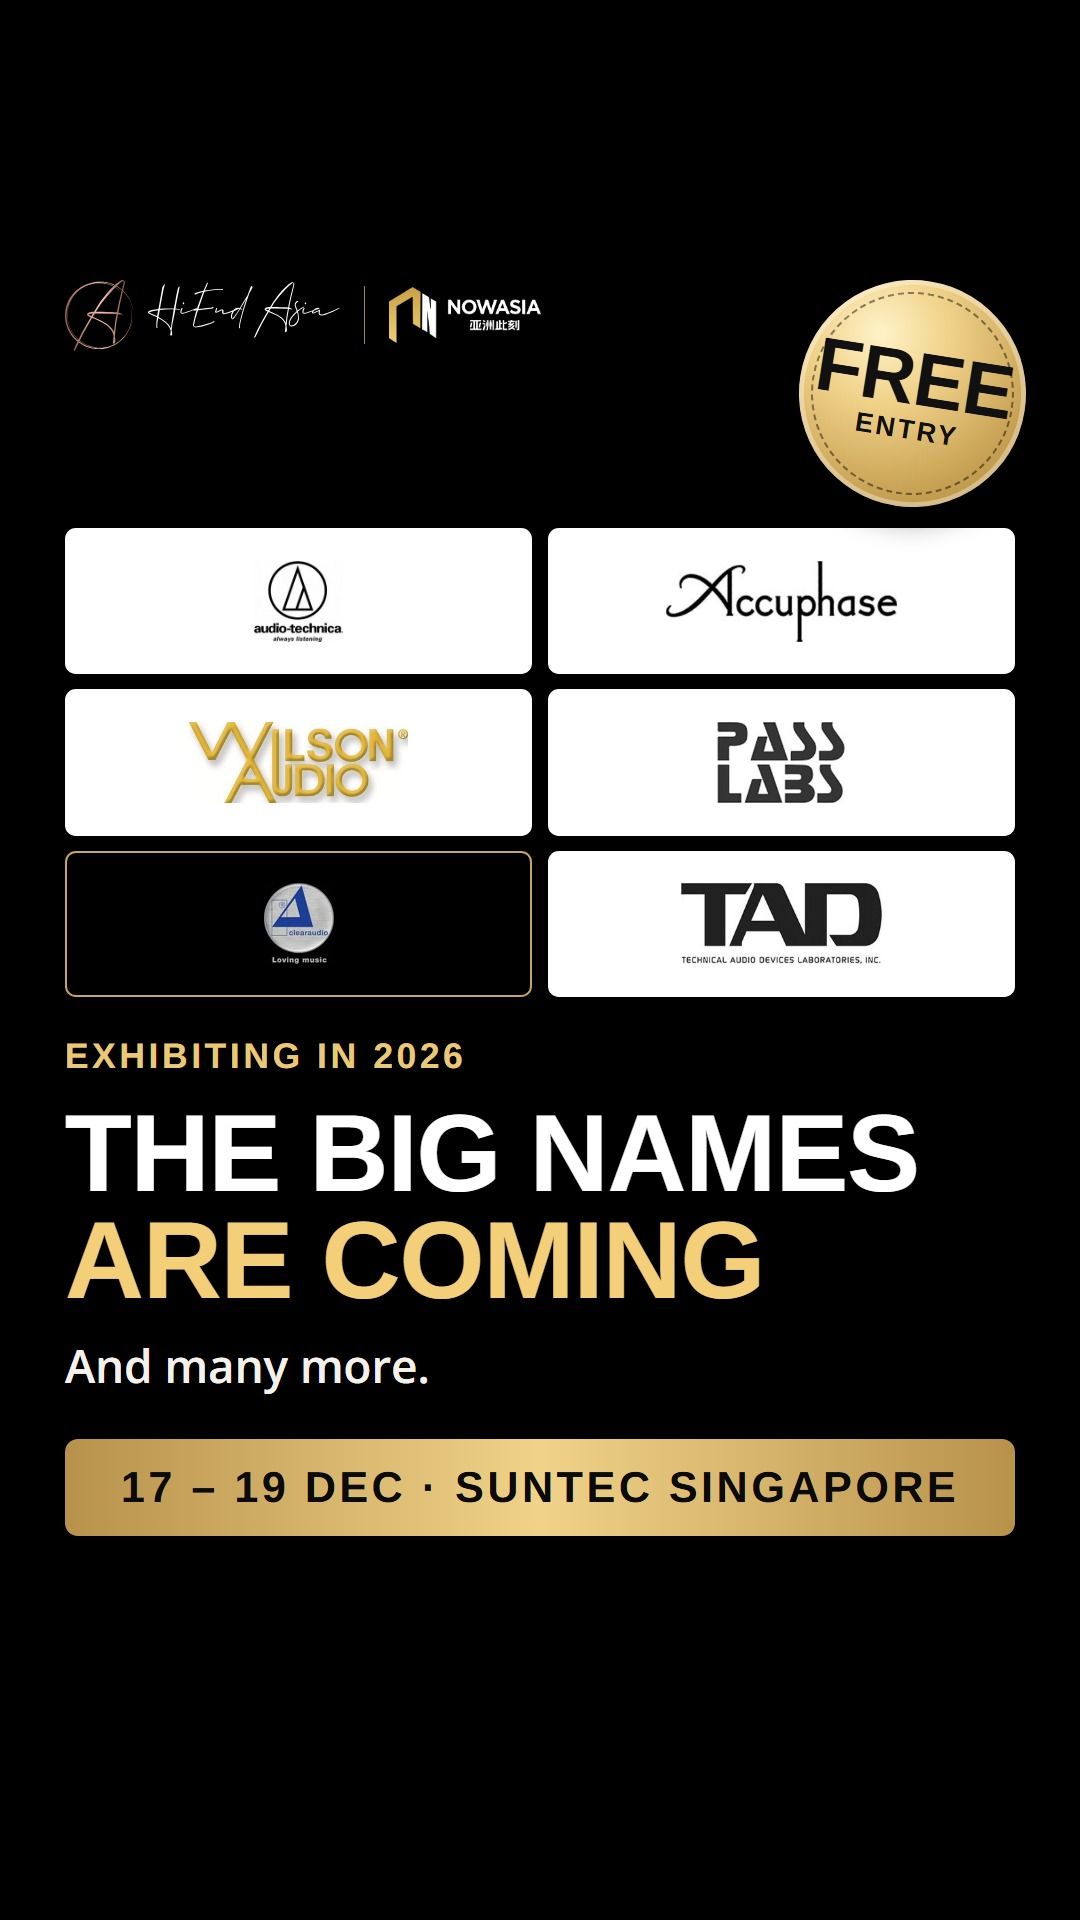 HiEnd Asia
NOWASIA
亚洲此刻
FREE
ENTRY
audio-technica
always listening
Accuphase
WILSON AUDIO®
PASS
LABS
clearaudio
Loving music
TAD
TECHNICAL AUDIO DEVICES LABORATORIES, INC.
EXHIBITING IN 2026
THE BIG NAMES
ARE COMING
And many more.
17 – 19 DEC · SUNTEC SINGAPORE